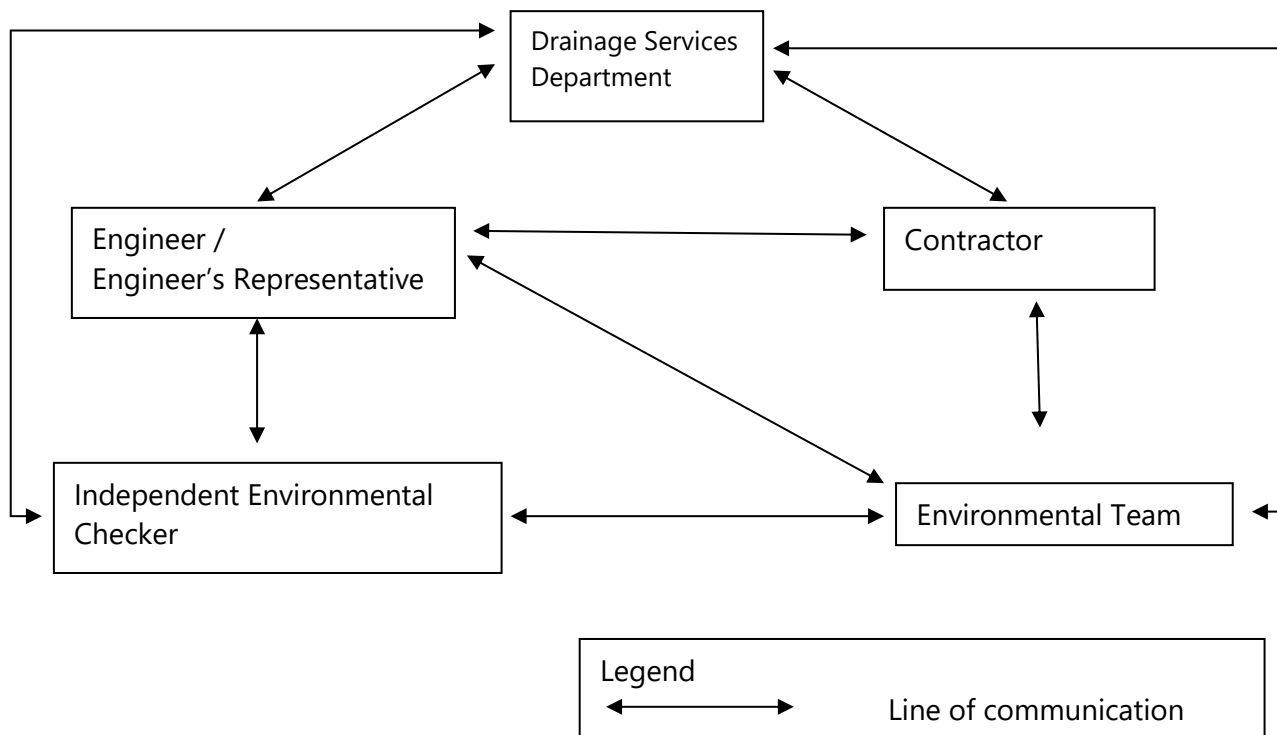 Drainage Services
Department
Engineer /
Engineer’s Representative
Contractor
Independent Environmental
Checker
Environmental Team
Legend
Line of communication